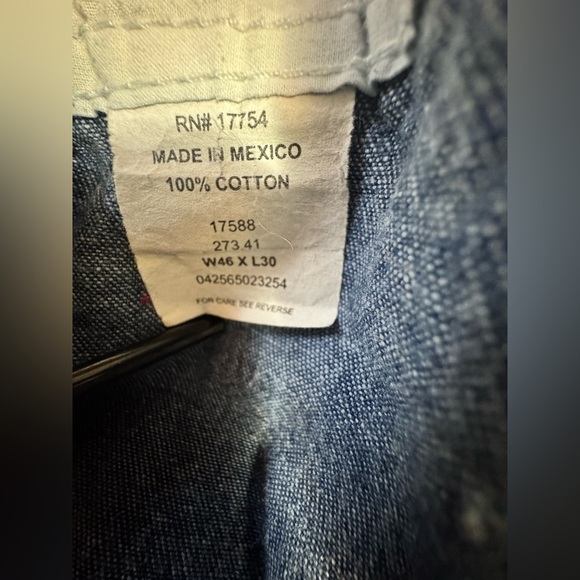 RN# 17754
MADE IN MEXICO
100% COTTON
17588
273.41
W46 X L30
042565023254
FOR CARE SEE REVERSE